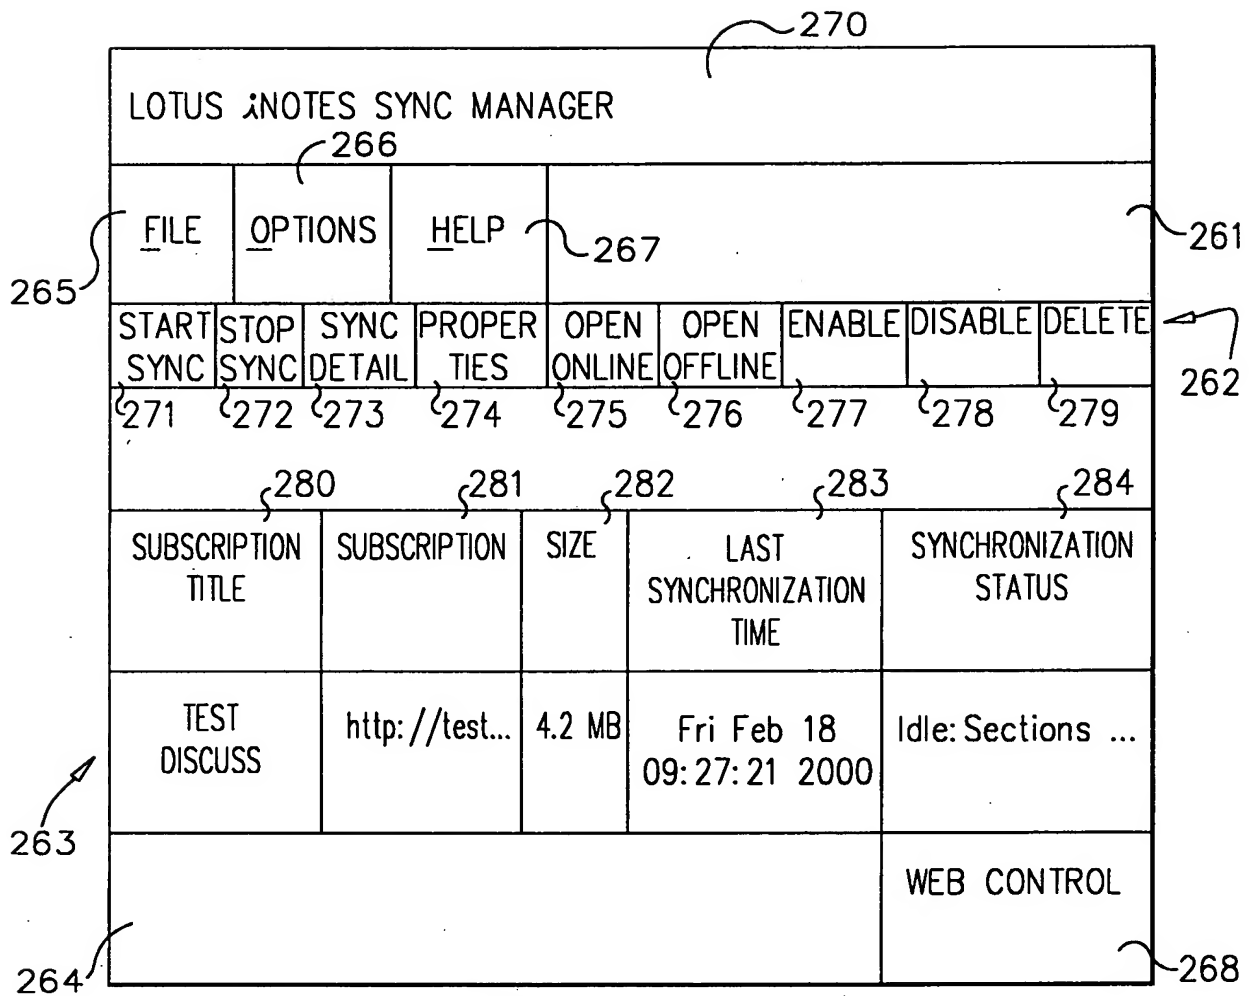 270
LOTUS iNOTES SYNC MANAGER
266
FILE OPTIONS HELP
267
261
265
START SYNC
STOP SYNC
SYNC DETAIL
PROPER TIES
OPEN ONLINE
OPEN OFFLINE
ENABLE
DISABLE
DELETE
262
271 272 273 274 275 276 277 278 279
280 281 282 283 284
SUBSCRIPTION TITLE
SUBSCRIPTION
SIZE
LAST SYNCHRONIZATION TIME
SYNCHRONIZATION STATUS
TEST DISCUSS
http: //test...
4.2 MB
Fri Feb 18
09:27:21 2000
Idle: Sections ...
263
WEB CONTROL
264
268